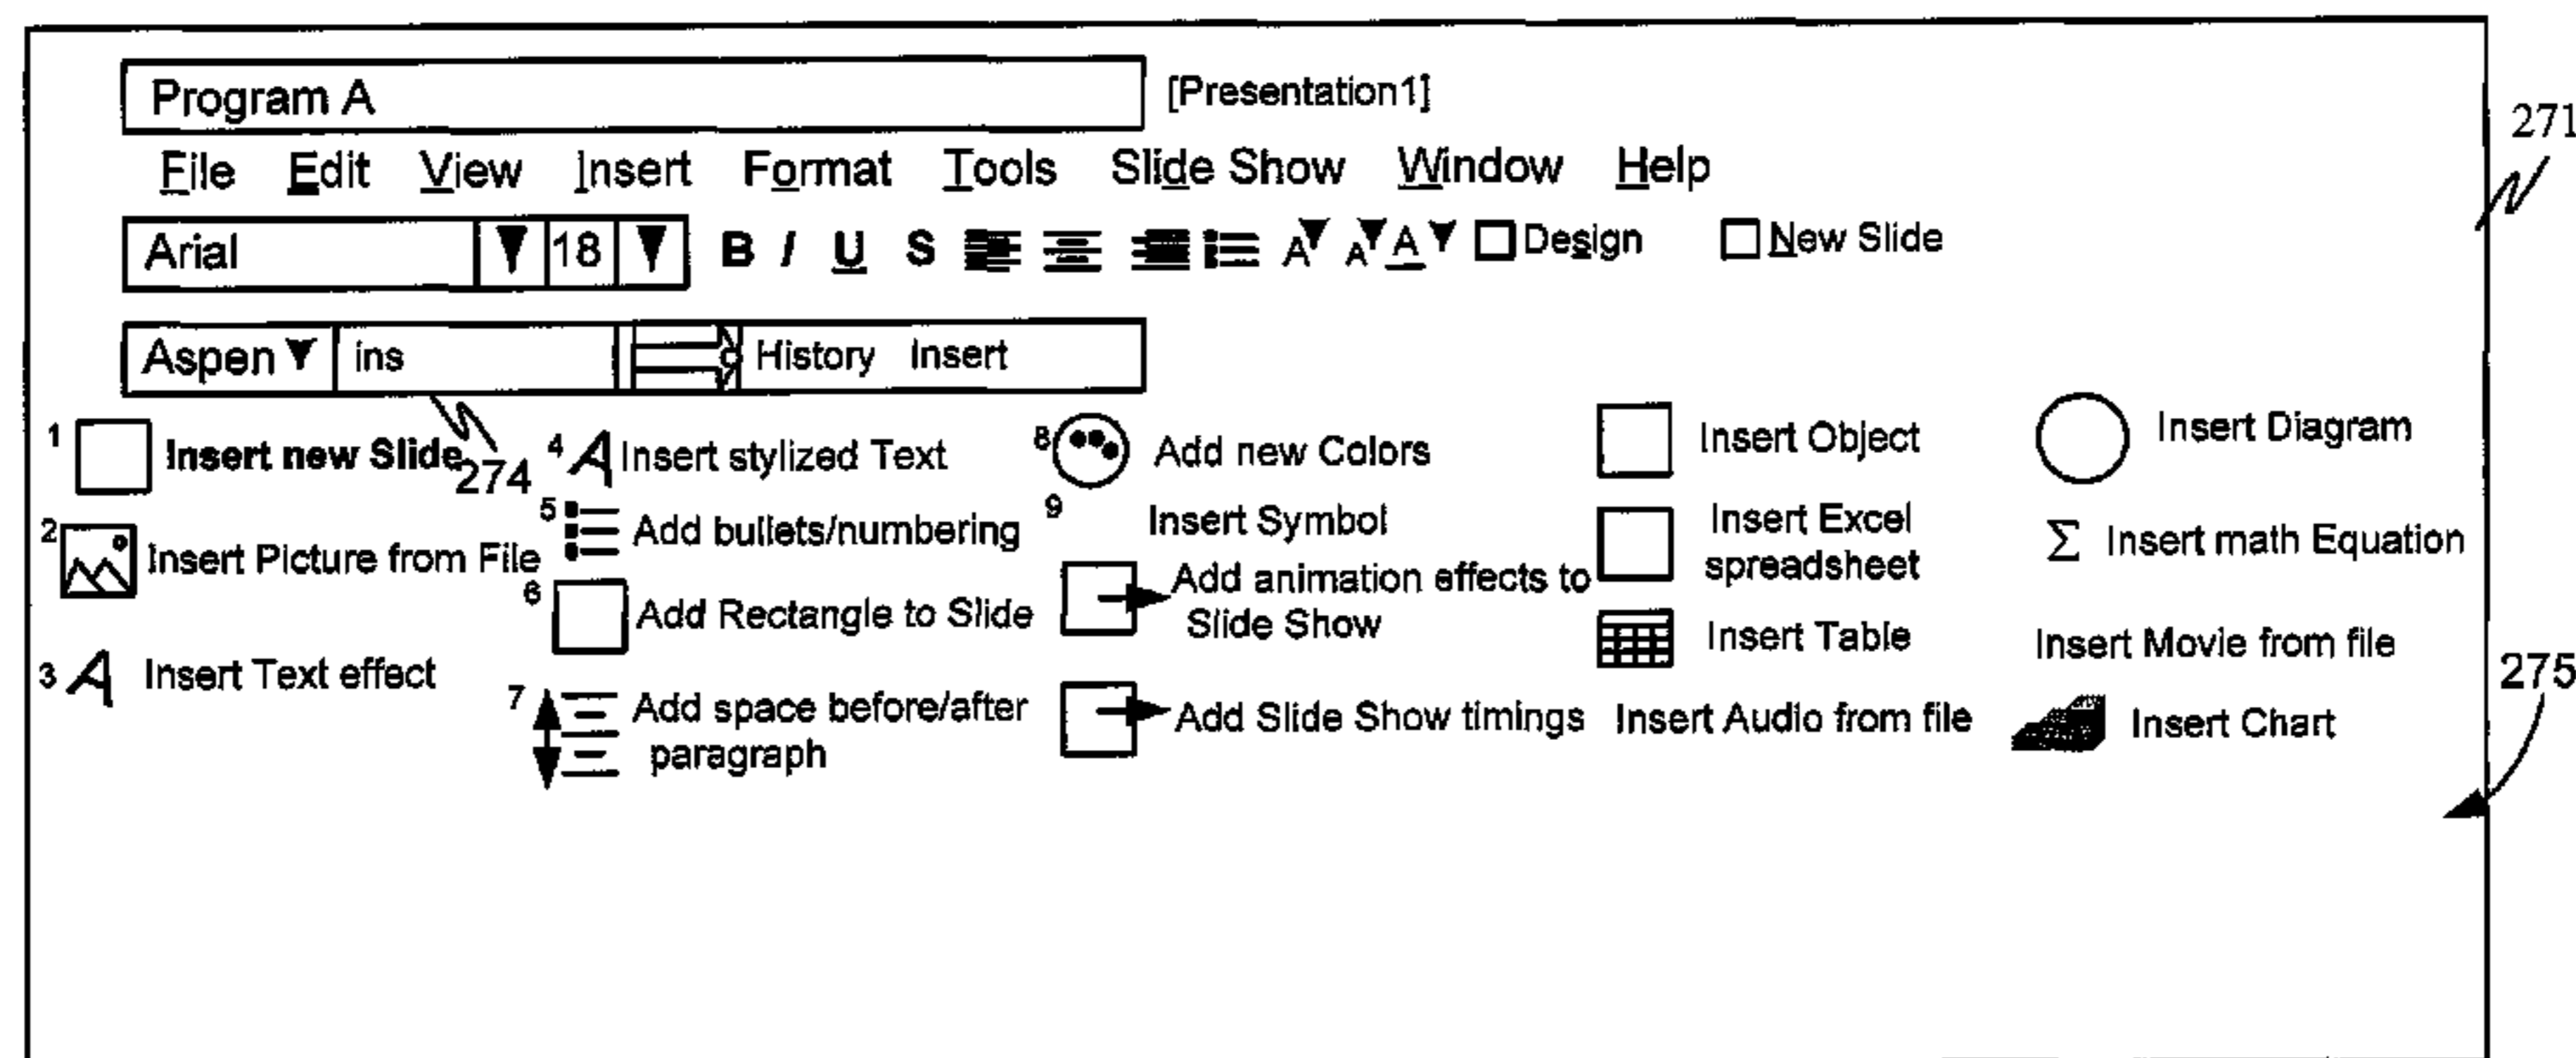 Program A [Presentation1]
271
File Edit View Insert Format Tools Slide Show Window Help
Arial 18 B I U S A A A Design New Slide
Aspen ins History Insert
274
1 Insert new Slide
2 Insert Picture from File
3 A Insert Text effect
4 A Insert stylized Text
5 Add bullets/numbering
6 Add Rectangle to Slide
7 Add space before/after
paragraph
8 Add new Colors
9 Insert Symbol
Add animation effects to
Slide Show
Add Slide Show timings
Insert Object
Insert Excel
spreadsheet
Insert Table
Insert Audio from file
Insert Diagram
Σ Insert math Equation
Insert Movie from file
Insert Chart
275